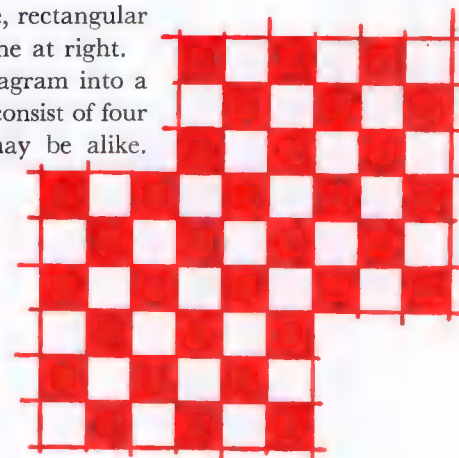 e, rectangular
ne at right.
agram into a
consist of four
nay be alike.